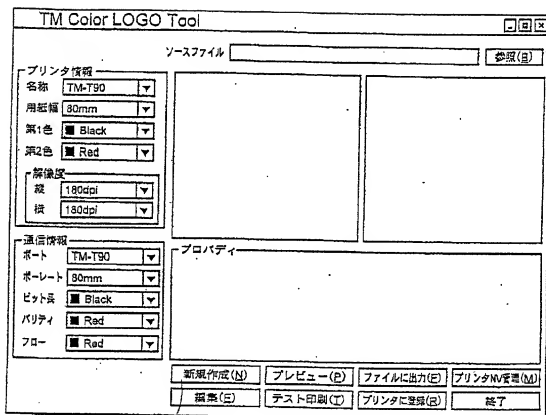 TM Color LOGO Tool
ソースファイル
参照(B)
プリンタ情報
名称 TM-T90
用紙幅 80mm
第1色 Black
第2色 Red
解像度
縦 180dpi
横 180dpi
通信情報
ポート TM-T90
ボーレート 80mm
ビット長 Black
パリティ Red
フロー Red
プロパティ
新規作成(N) プレビュー(P) ファイルに出力(F) プリンタNV管理(M)
編集(E) テスト印刷(T) プリンタに登録(R) 終了